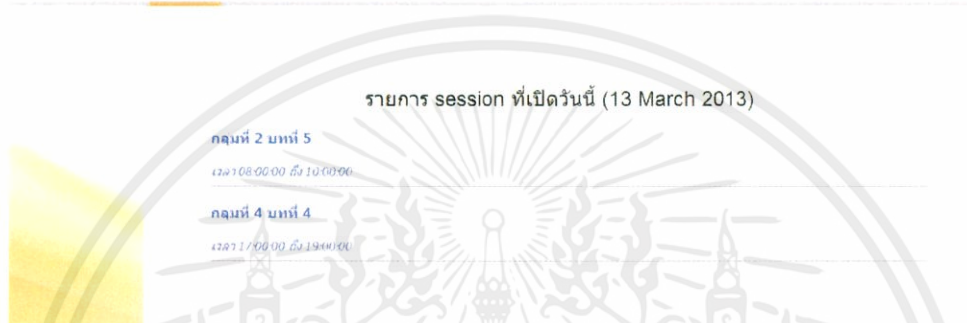 รายการ session ที่เปิดวันนี้ (13 March 2013)
กลุ่มที่ 2 บทที่ 5
เวลา 08:00:00 ถึง 10:00:00
กลุ่มที่ 4 บทที่ 4
เวลา 17:00:00 ถึง 19:00:00